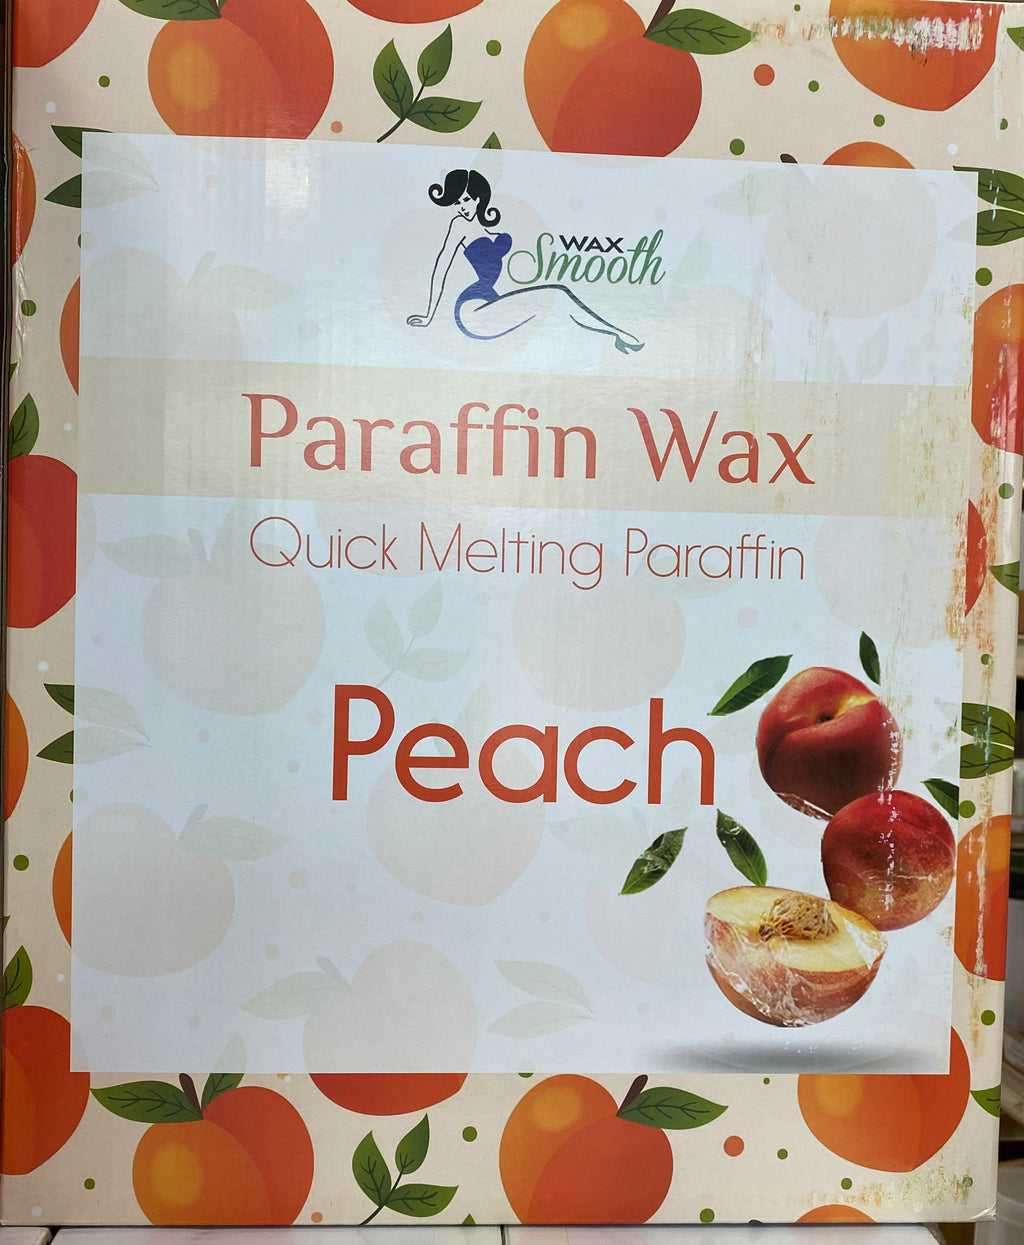 WAX
Smooth
Paraffin Wax
Quick Melting Paraffin
Peach